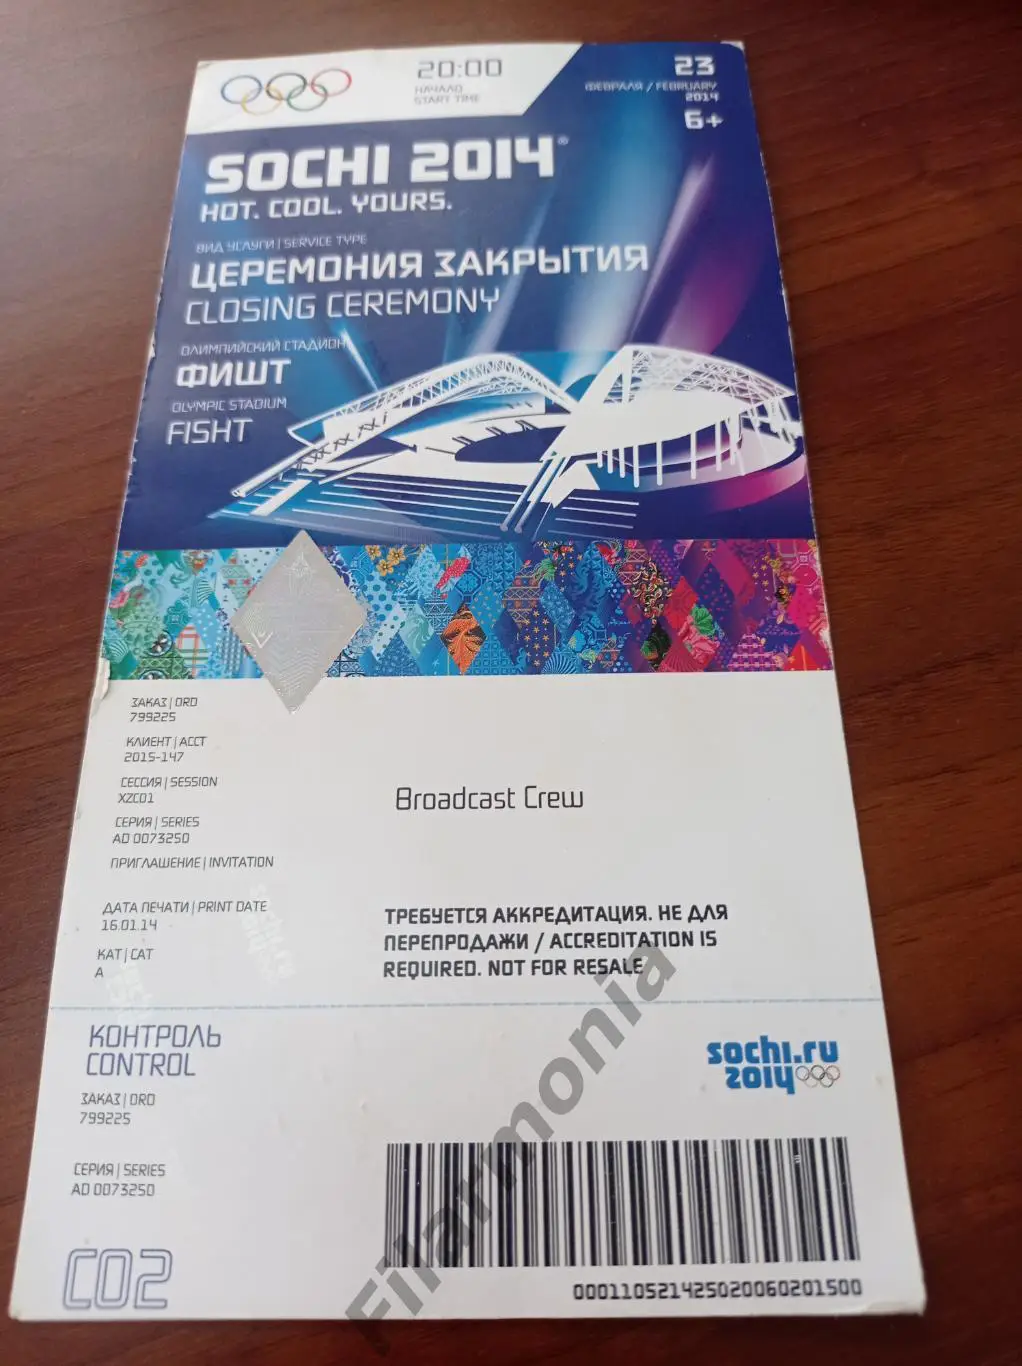 20:00
НАЧАЛО
START TIME
23
ФЕВРАЛЯ / FEBRUARY
2014
6+
SOCHI 2014®
HOT. COOL. YOURS.
ВИД УСЛУГИ | SERVICE TYPE
ЦЕРЕМОНИЯ ЗАКРЫТИЯ
CLOSING CEREMONY
ОЛИМПИЙСКИЙ СТАДИОН
ФИШТ
OLYMPIC STADIUM
FISHT
ЗАКАЗ | ORD
799225
КЛИЕНТ | ACCT
2015-147
СЕССИЯ | SESSION
XZC01
СЕРИЯ | SERIES
AD 0073250
ПРИГЛАШЕНИЕ | INVITATION
Broadcast Crew
ДАТА ПЕЧАТИ | PRINT DATE
16.01.14
КАТ | CAT
A
ТРЕБУЕТСЯ АККРЕДИТАЦИЯ. НЕ ДЛЯ
ПЕРЕПРОДАЖИ / ACCREDITATION IS
REQUIRED. NOT FOR RESALE
КОНТРОЛЬ
CONTROL
ЗАКАЗ | ORD
799225
СЕРИЯ | SERIES
AD 0073250
C02
sochi.ru
2014
000110521425020060201500
Filarmonia